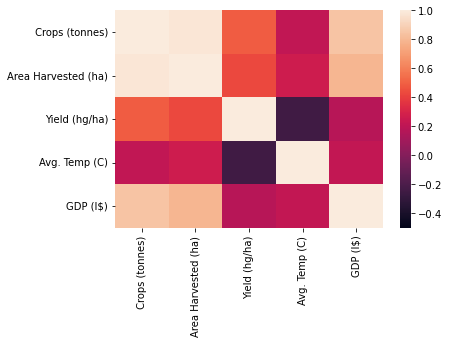 Crops (tonnes)
Area Harvested (ha)
Yield (hg/ha)
Avg. Temp (C)
GDP (I$)
Crops (tonnes)
Area Harvested (ha)
Yield (hg/ha)
Avg. Temp (C)
GDP (I$)
1.0
0.8
0.6
0.4
0.2
0.0
−0.2
−0.4